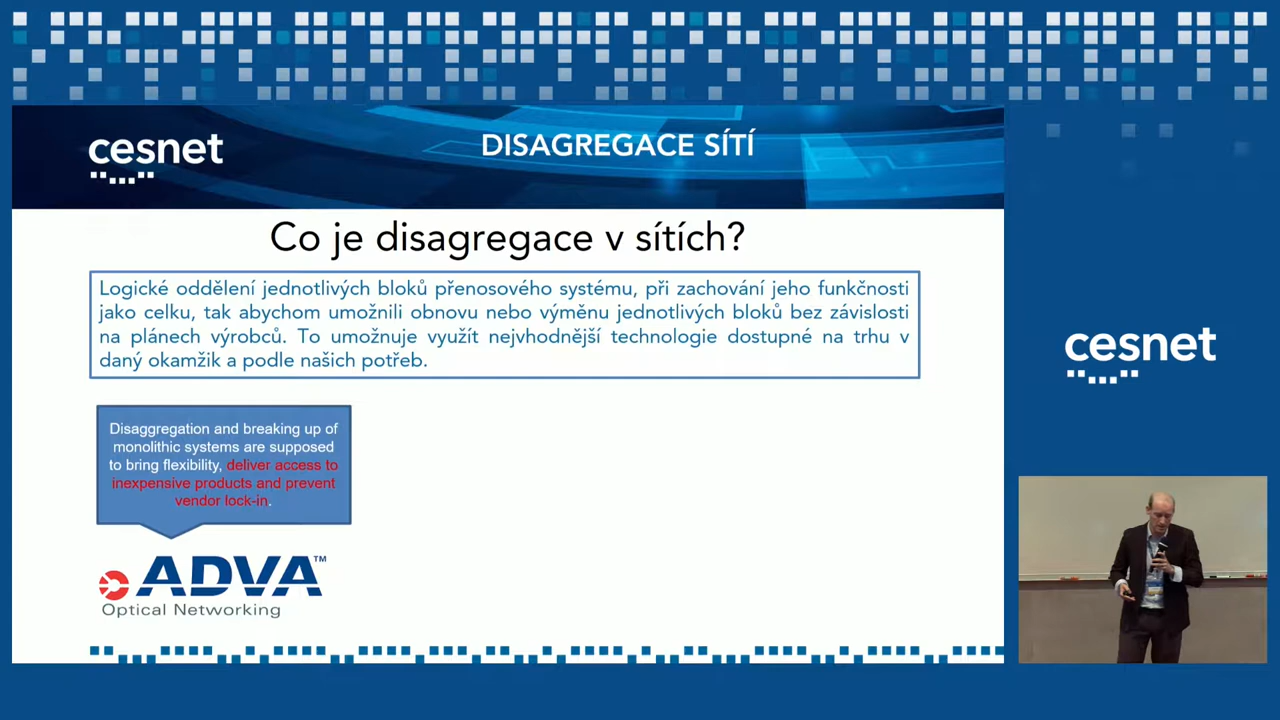 cesnet
DISAGREGACE SÍTÍ
Co je disagregace v sítích?
Logické oddělení jednotlivých bloků přenosového systému, při zachování jeho funkčnosti
jako celku, tak abychom umožnili obnovu nebo výměnu jednotlivých bloků bez závislosti
na plánech výrobců. To umožnuje využít nejvhodnější technologie dostupné na trhu v
daný okamžik a podle našich potřeb.
Disaggregation and breaking up of
monolithic systems are supposed
to bring flexibility, deliver access to
inexpensive products and prevent
vendor lock-in.
ADVA™
Optical Networking
cesnet